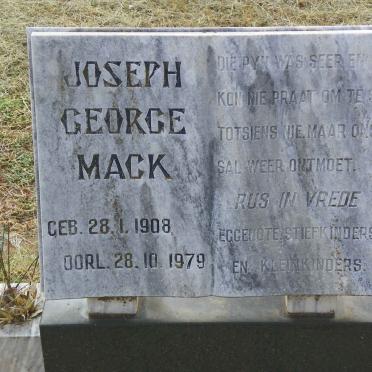 JOSEPH
GEORGE
MACK
GEB. 28.1.1908
OORL. 28.10.1979
DIE PYN WAS SEER EN
KON NIE PRAAT OM TE
TOTSIENS NIE. MAAR ONS
SAL WEER ONTMOET.
RUS IN VREDE
EGGENOTE, STIEFKINDERS
EN KLEINKINDERS.